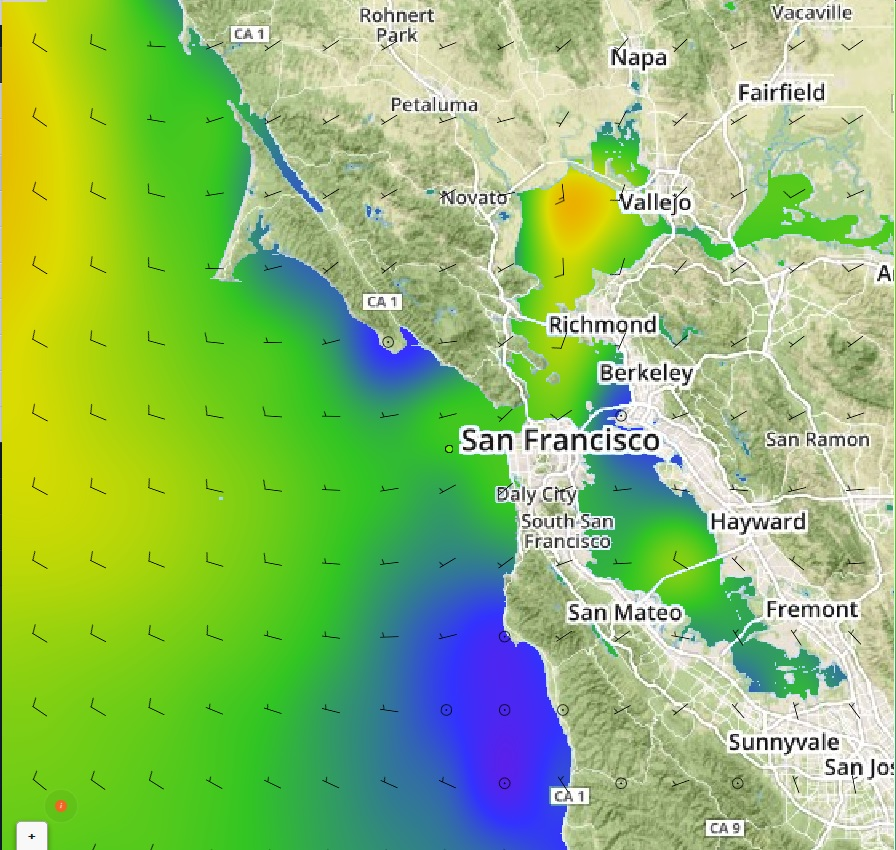 Rohnert
Park
Vacaville
CA 1
Napa
Fairfield
Petaluma
Novato
Vallejo
A
CA 1
Richmond
Berkeley
San Francisco
San Ramon
Daly City
South San
Francisco
Hayward
San Mateo
Fremont
Sunnyvale
San Jos
CA 1
CA 9
+